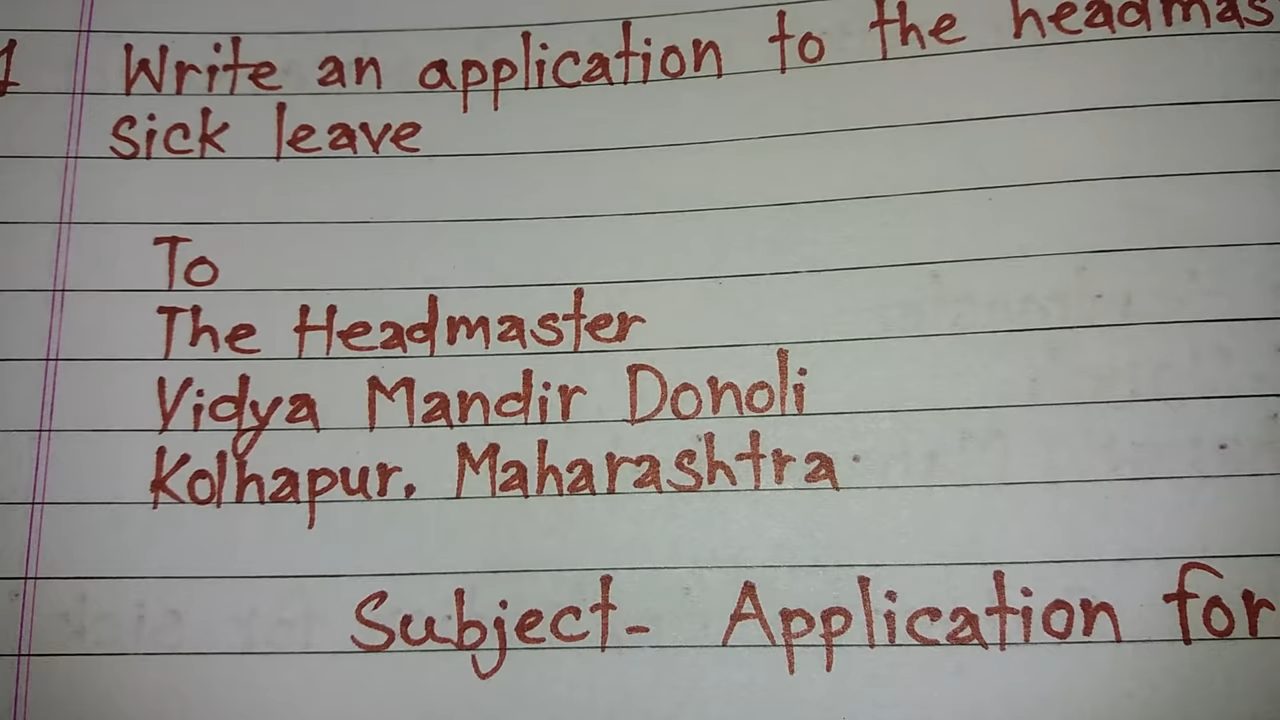 1 Write an application to the headmas
sick leave
To
The Headmaster
Vidya Mandir Donoli
Kolhapur. Maharashtra.
Subject- Application for